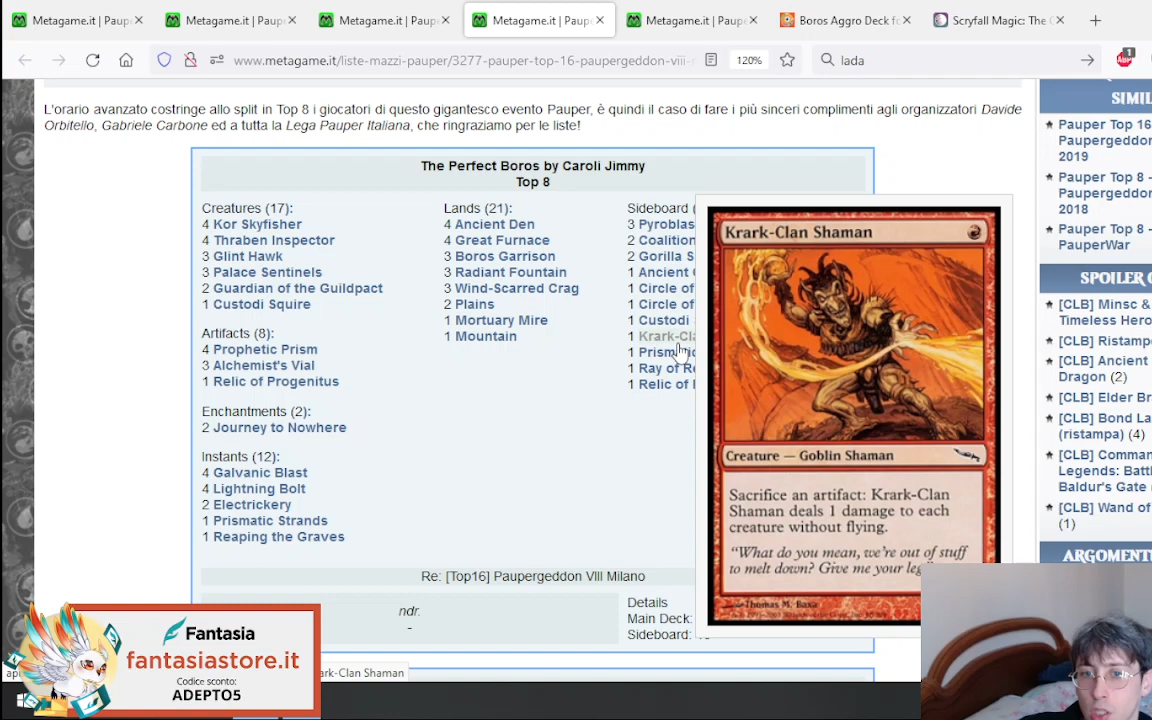 Metagame.it | Paup
Metagame.it | Paup
Metagame.it | Paup
Metagame.it | Paup
Metagame.it | Paup
Boros Aggro Deck fo
Scryfall Magic: The
www.metagame.it/liste-mazzi-pauper/3277-pauper-top-16-paupergeddon-viii-
120%
lada
1
L'orario avanzato costringe allo split in Top 8 i giocatori di questo gigantesco evento Pauper, è quindi il caso di fare i più sinceri complimenti agli organizzatori Davide
Orbitello, Gabriele Carbone ed a tutta la Lega Pauper Italiana, che ringraziamo per le liste!
The Perfect Boros by Caroli Jimmy
Top 8
Creatures (17):
4 Kor Skyfisher
4 Thraben Inspector
3 Glint Hawk
3 Palace Sentinels
2 Guardian of the Guildpact
1 Custodi Squire
Artifacts (8):
4 Prophetic Prism
3 Alchemist's Vial
1 Relic of Progenitus
Enchantments (2):
2 Journey to Nowhere
Instants (12):
4 Galvanic Blast
4 Lightning Bolt
2 Electrickery
1 Prismatic Strands
1 Reaping the Graves
Lands (21):
4 Ancient Den
4 Great Furnace
3 Boros Garrison
3 Radiant Fountain
3 Wind-Scarred Crag
2 Plains
1 Mortuary Mire
1 Mountain
Sideboard (
3 Pyroblas
2 Coalition
2 Gorilla S
1 Ancient
1 Circle of
1 Circle of
1 Custodi
1 Krark-Cl
1 Prism
1 Ray of R
1 Relic of
Krark-Clan Shaman
Creature — Goblin Shaman
Sacrifice an artifact: Krark-Clan
Shaman deals 1 damage to each
creature without flying.
"What do you mean, we're out of stuff
to melt down? Give me your leg
Thomas M. Baxa
Re: [Top16] Paupergeddon VIII Milano
ndr.
-
Details
Main Deck:
Sideboard:
SIMIL
Pauper Top 16
Paupergeddon
2019
Pauper Top 8 -
Paupergeddon
2018
Pauper Top 8 -
PauperWar
SPOILER
[CLB] Minsc &
Timeless Hero
[CLB] Ristamp
[CLB] Ancient
Dragon (2)
[CLB] Elder Br
[CLB] Bond La
(ristampa) (4)
[CLB] Comman
Legends: Battl
Baldur's Gate
[CLB] Wand of
(1)
ARGOMENT
rark-Clan Shaman
Fantasia
fantasiastore.it
Codice sconto:
ADEPTO5